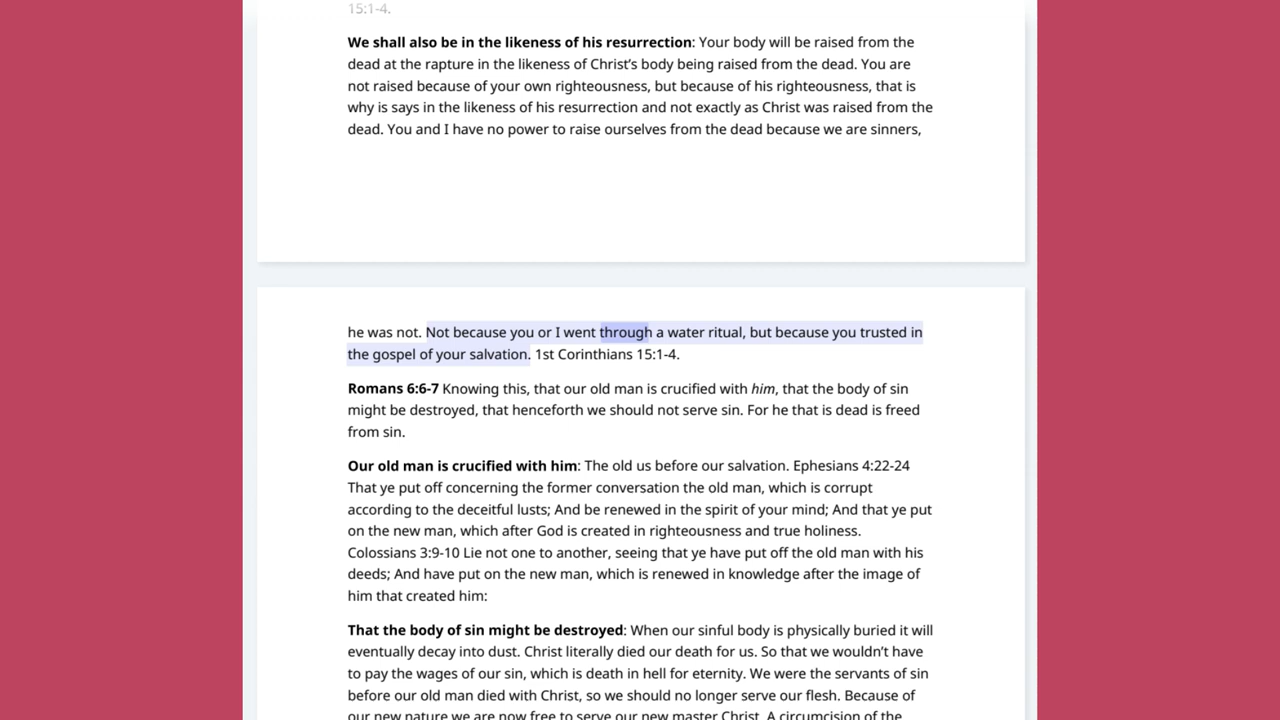 15:1-4.
We shall also be in the likeness of his resurrection: Your body will be raised from the
dead at the rapture in the likeness of Christ's body being raised from the dead. You are
not raised because of your own righteousness, but because of his righteousness, that is
why is says in the likeness of his resurrection and not exactly as Christ was raised from the
dead. You and I have no power to raise ourselves from the dead because we are sinners,
he was not. Not because you or I went through a water ritual, but because you trusted in
the gospel of your salvation. 1st Corinthians 15:1-4.
Romans 6:6-7 Knowing this, that our old man is crucified with him, that the body of sin
might be destroyed, that henceforth we should not serve sin. For he that is dead is freed
from sin.
Our old man is crucified with him: The old us before our salvation. Ephesians 4:22-24
That ye put off concerning the former conversation the old man, which is corrupt
according to the deceitful lusts; And be renewed in the spirit of your mind; And that ye put
on the new man, which after God is created in righteousness and true holiness.
Colossians 3:9-10 Lie not one to another, seeing that ye have put off the old man with his
deeds; And have put on the new man, which is renewed in knowledge after the image of
him that created him:
That the body of sin might be destroyed: When our sinful body is physically buried it will
eventually decay into dust. Christ literally died our death for us. So that we wouldn't have
to pay the wages of our sin, which is death in hell for eternity. We were the servants of sin
before our old man died with Christ, so we should no longer serve our flesh. Because of
our new nature we are now free to serve our new master Christ. A circumcision of the